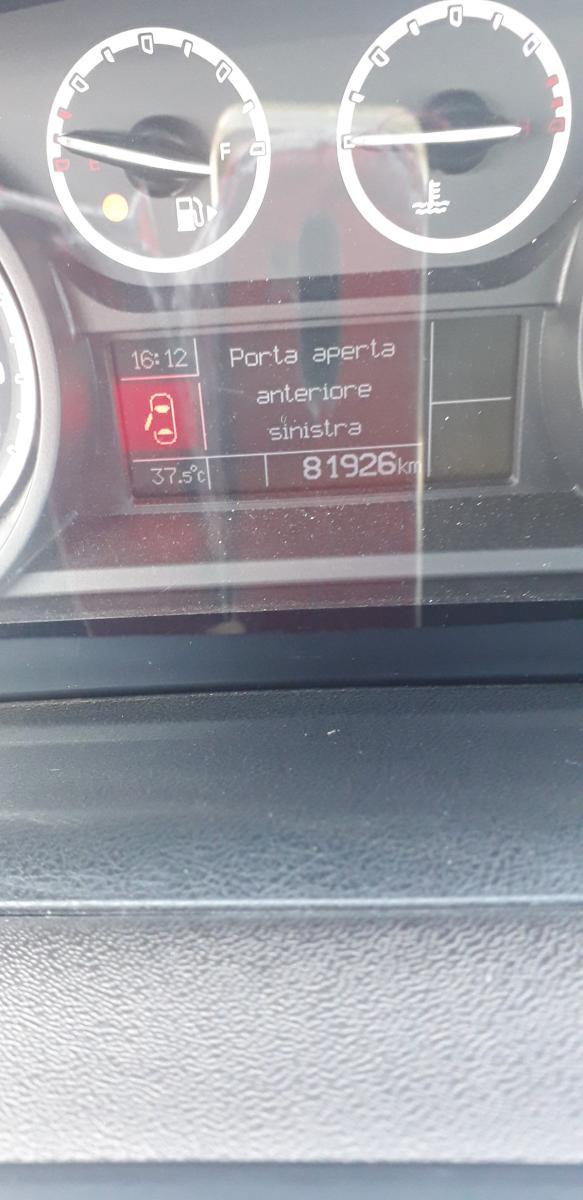 E F
C H
16:12
Porta aperta
anteriore
sinistra
37.5°C
81926km